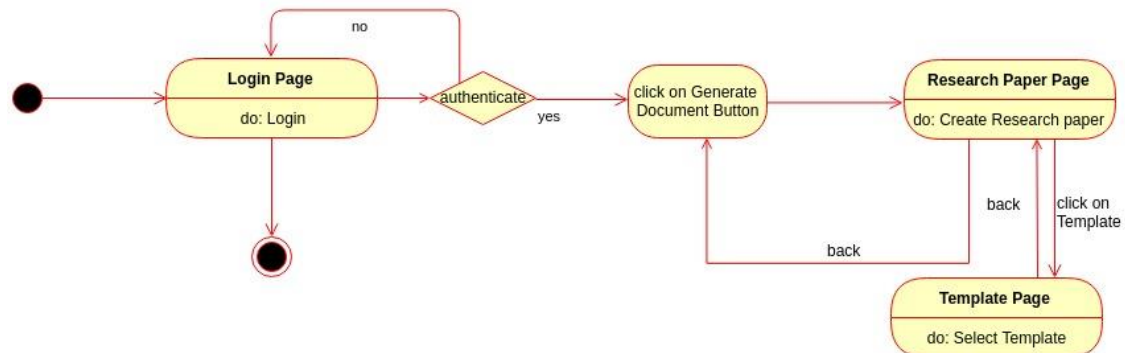 no
Login Page
do: Login
authenticate
yes
click on Generate
Document Button
Research Paper Page
do: Create Research paper
back
click on
Template
back
Template Page
do: Select Template